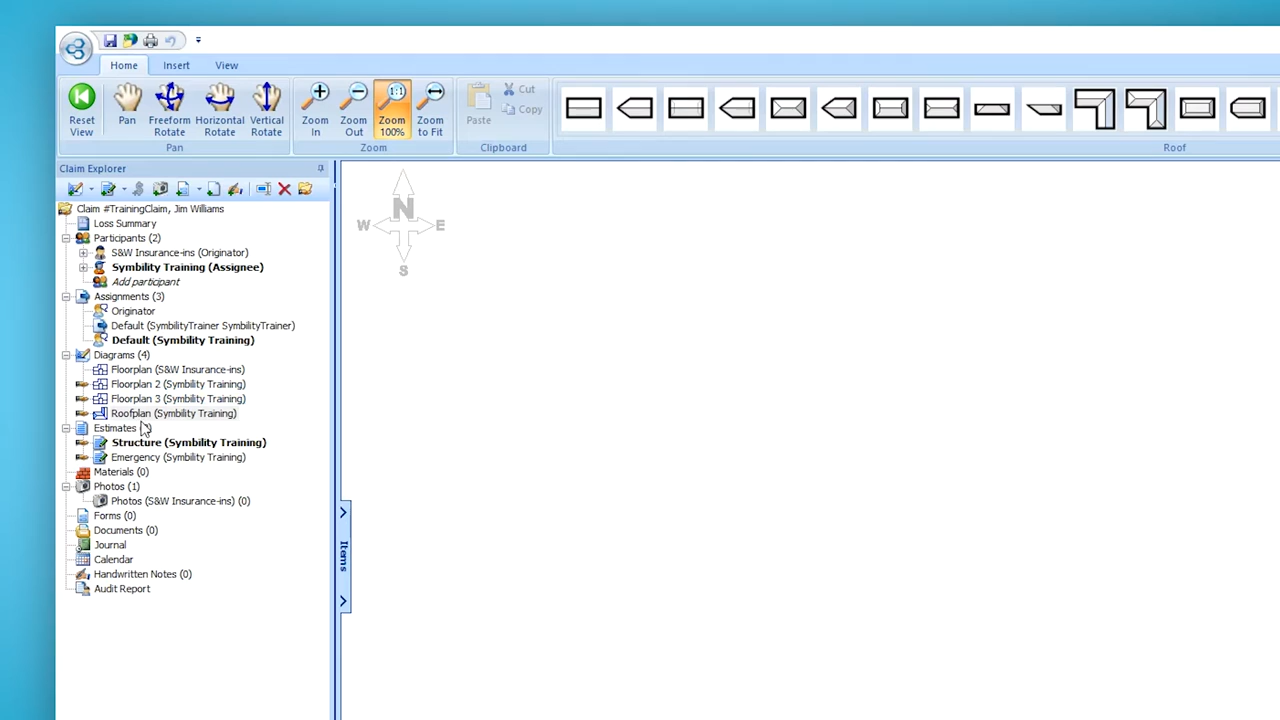 Home Insert View
Reset View
Pan
Freeform Rotate
Horizontal Rotate
Vertical Rotate
Zoom In
Zoom Out
1:1
Zoom 100%
Zoom to Fit
Paste
Cut
Copy
Pan Zoom Clipboard Roof
Claim Explorer
Claim #TrainingClaim, Jim Williams
Loss Summary
Participants (2)
S&W Insurance-ins (Originator)
Symbility Training (Assignee)
Add participant
Assignments (3)
Originator
Default (SymbilityTrainer SymbilityTrainer)
Default (Symbility Training)
Diagrams (4)
Floorplan (S&W Insurance-ins)
Floorplan 2 (Symbility Training)
Floorplan 3 (Symbility Training)
Roofplan (Symbility Training)
Estimates
Structure (Symbility Training)
Emergency (Symbility Training)
Materials (0)
Photos (1)
Photos (S&W Insurance-ins) (0)
Forms (0)
Documents (0)
Journal
Calendar
Handwritten Notes (0)
Audit Report
N
W E
S
Items